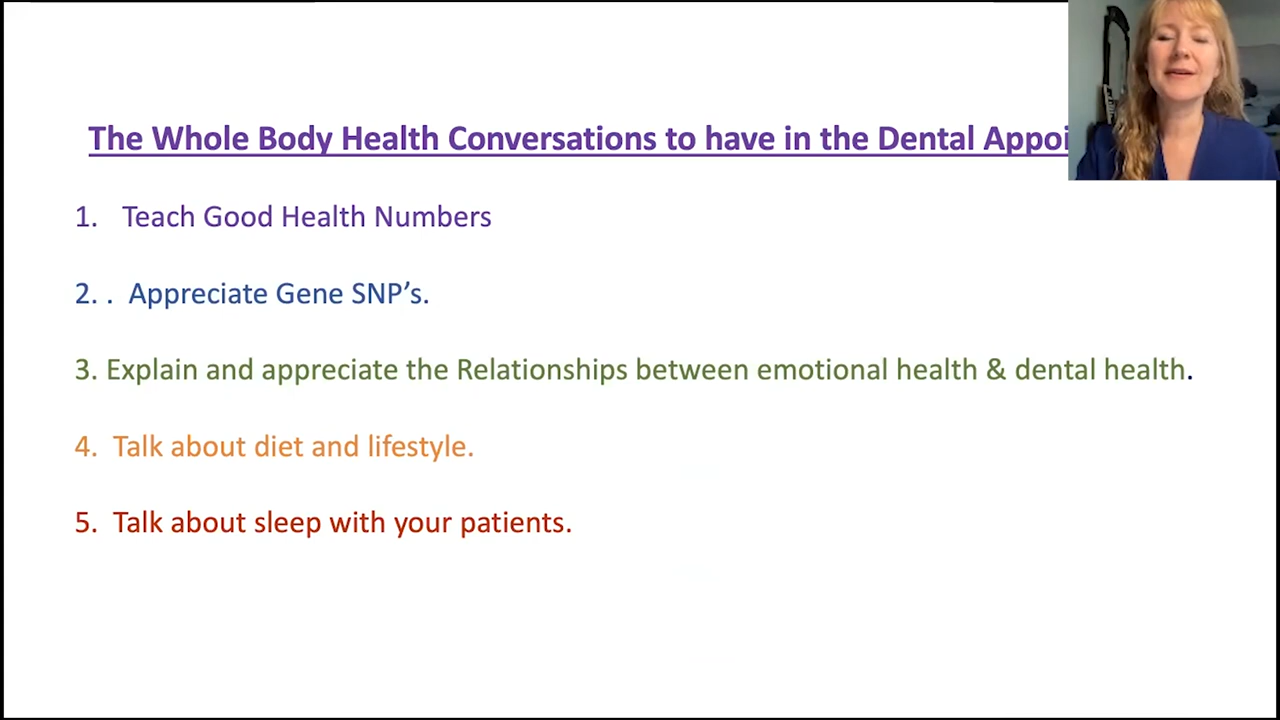 The Whole Body Health Conversations to have in the Dental
1. Teach Good Health Numbers
2. . Appreciate Gene SNP’s.
3. Explain and appreciate the Relationships between emotional health & dental health.
4. Talk about diet and lifestyle.
5. Talk about sleep with your patients.